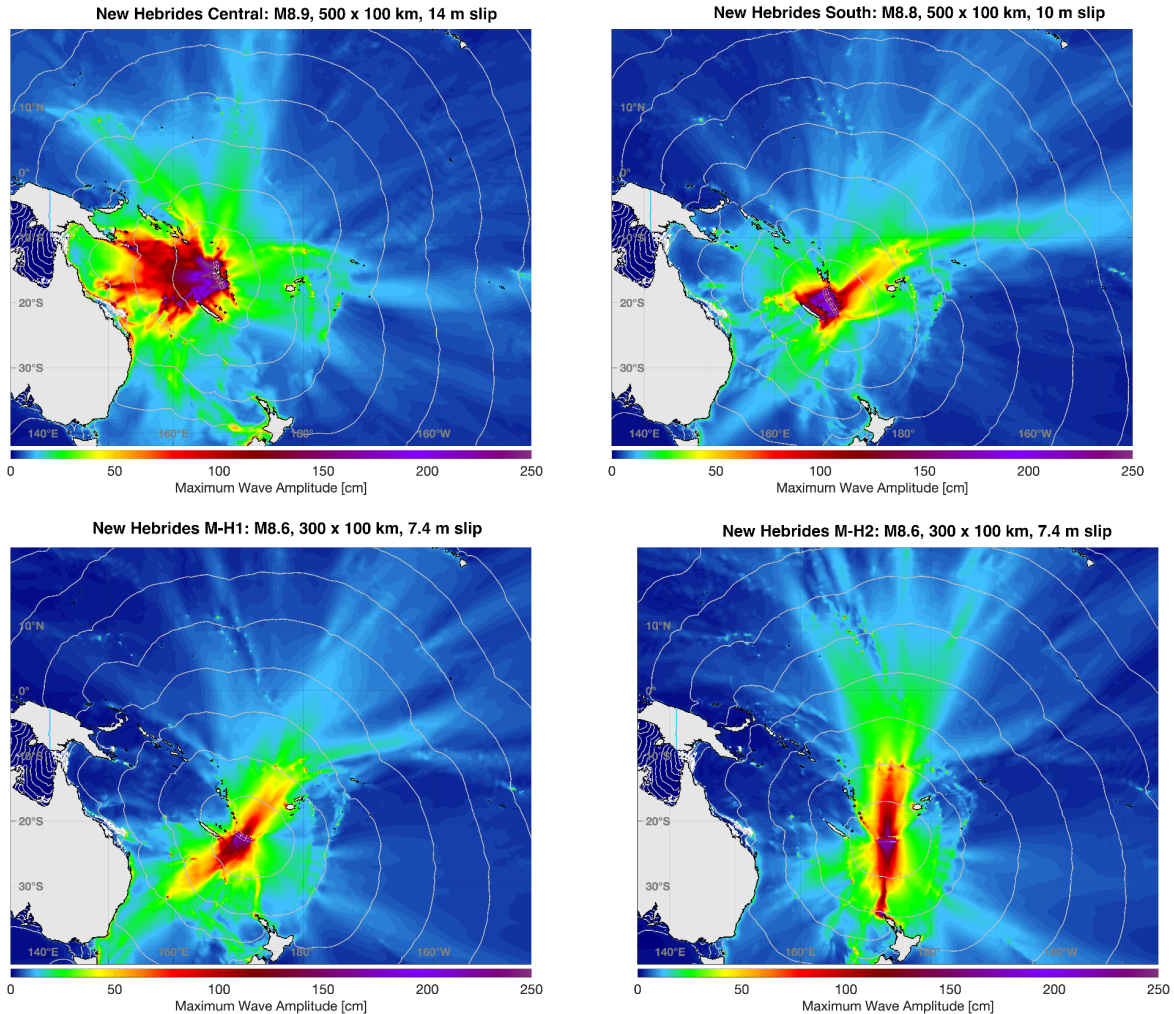 New Hebrides Central: M8.9, 500 x 100 km, 14 m slip
10°N
0°
10°S
20°S
30°S
140°E 160°E 180° 160°W
0 50 100 150 200 250
Maximum Wave Amplitude [cm]
New Hebrides South: M8.8, 500 x 100 km, 10 m slip
10°N
0°
10°S
20°S
30°S
140°E 160°E 180° 160°W
0 50 100 150 200 250
Maximum Wave Amplitude [cm]
New Hebrides M-H1: M8.6, 300 x 100 km, 7.4 m slip
10°N
0°
10°S
20°S
30°S
140°E 160°E 180° 160°W
0 50 100 150 200 250
Maximum Wave Amplitude [cm]
New Hebrides M-H2: M8.6, 300 x 100 km, 7.4 m slip
10°N
0°
10°S
20°S
30°S
140°E 160°E 180° 160°W
0 50 100 150 200 250
Maximum Wave Amplitude [cm]